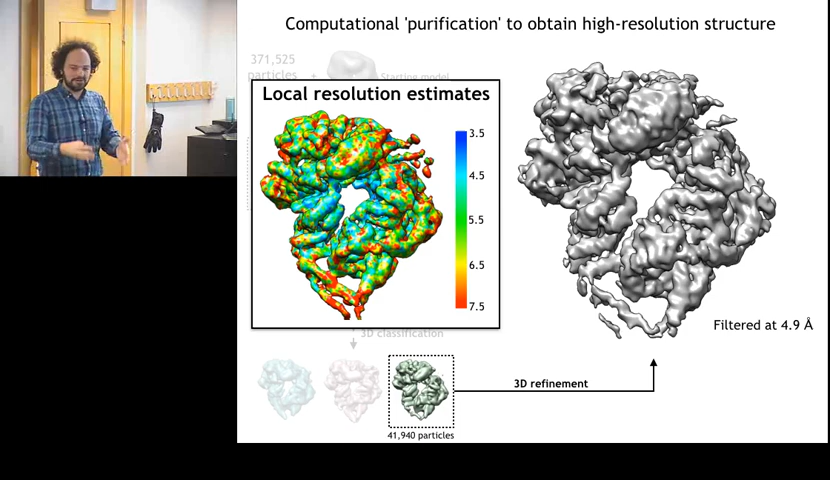 Computational 'purification' to obtain high-resolution structure
371,525
particles
+
Starting model
Local resolution estimates
3.5
4.5
5.5
6.5
7.5
Filtered at 4.9 Å
3D classification
3D refinement
41,940 particles